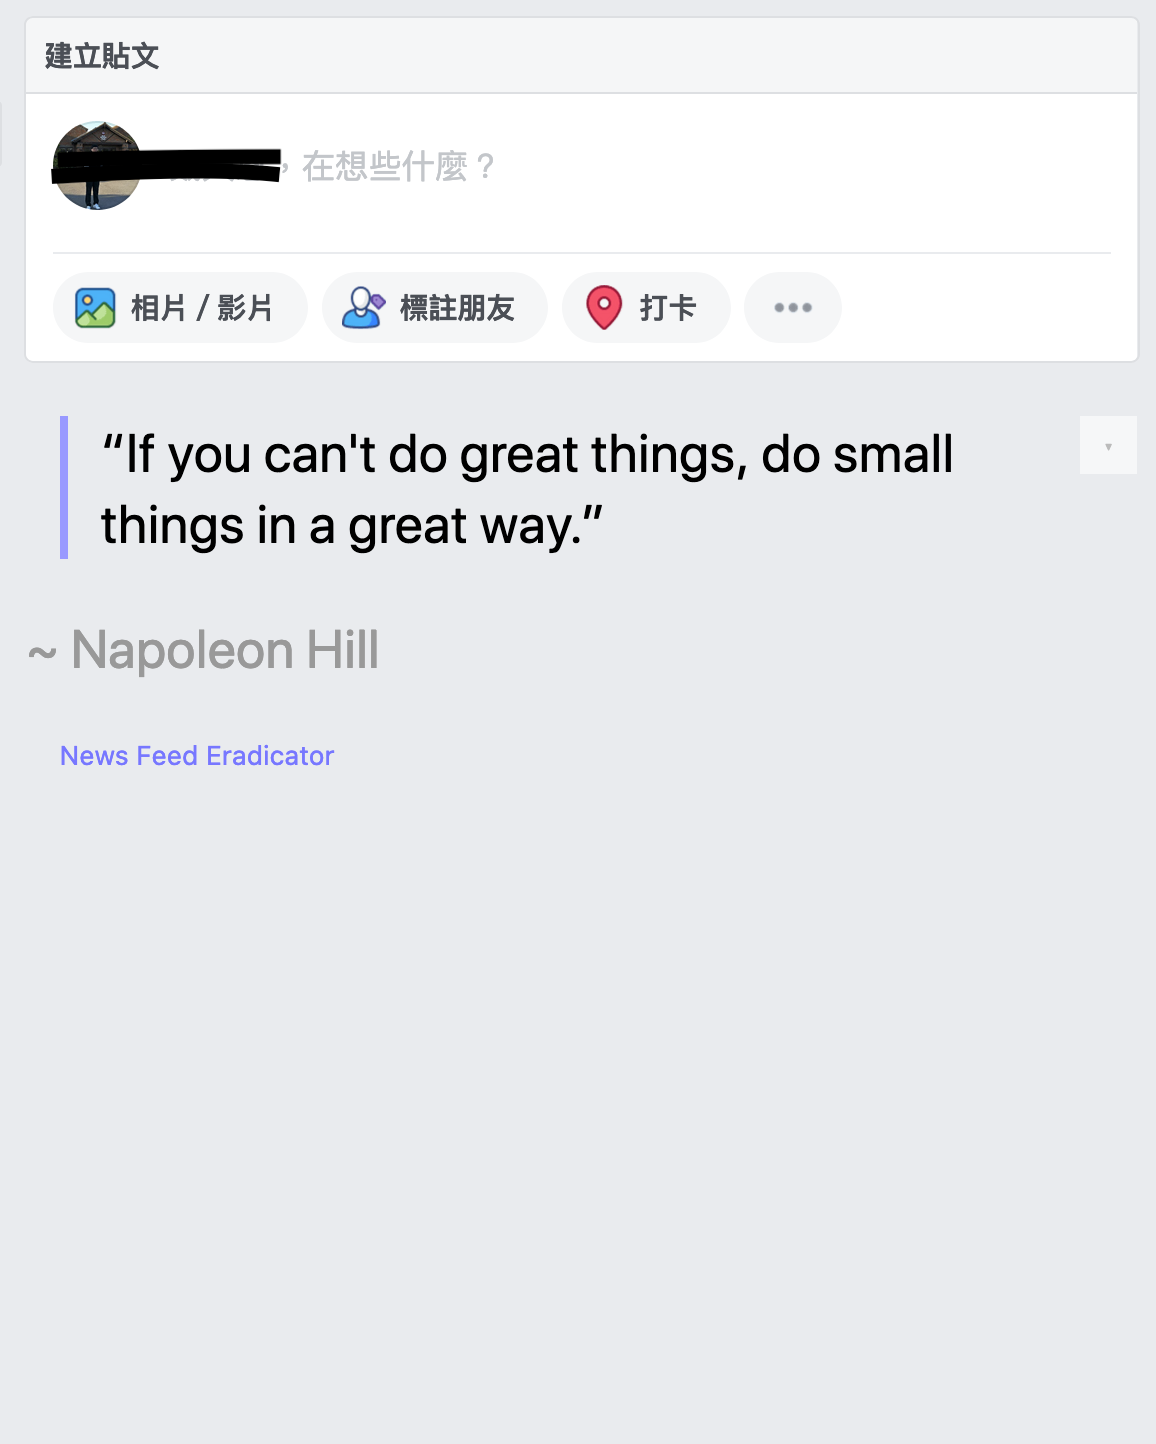 建立貼文
，在想些什麼？
相片 / 影片
標註朋友
打卡
“If you can't do great things, do small
things in a great way.”
~ Napoleon Hill
News Feed Eradicator